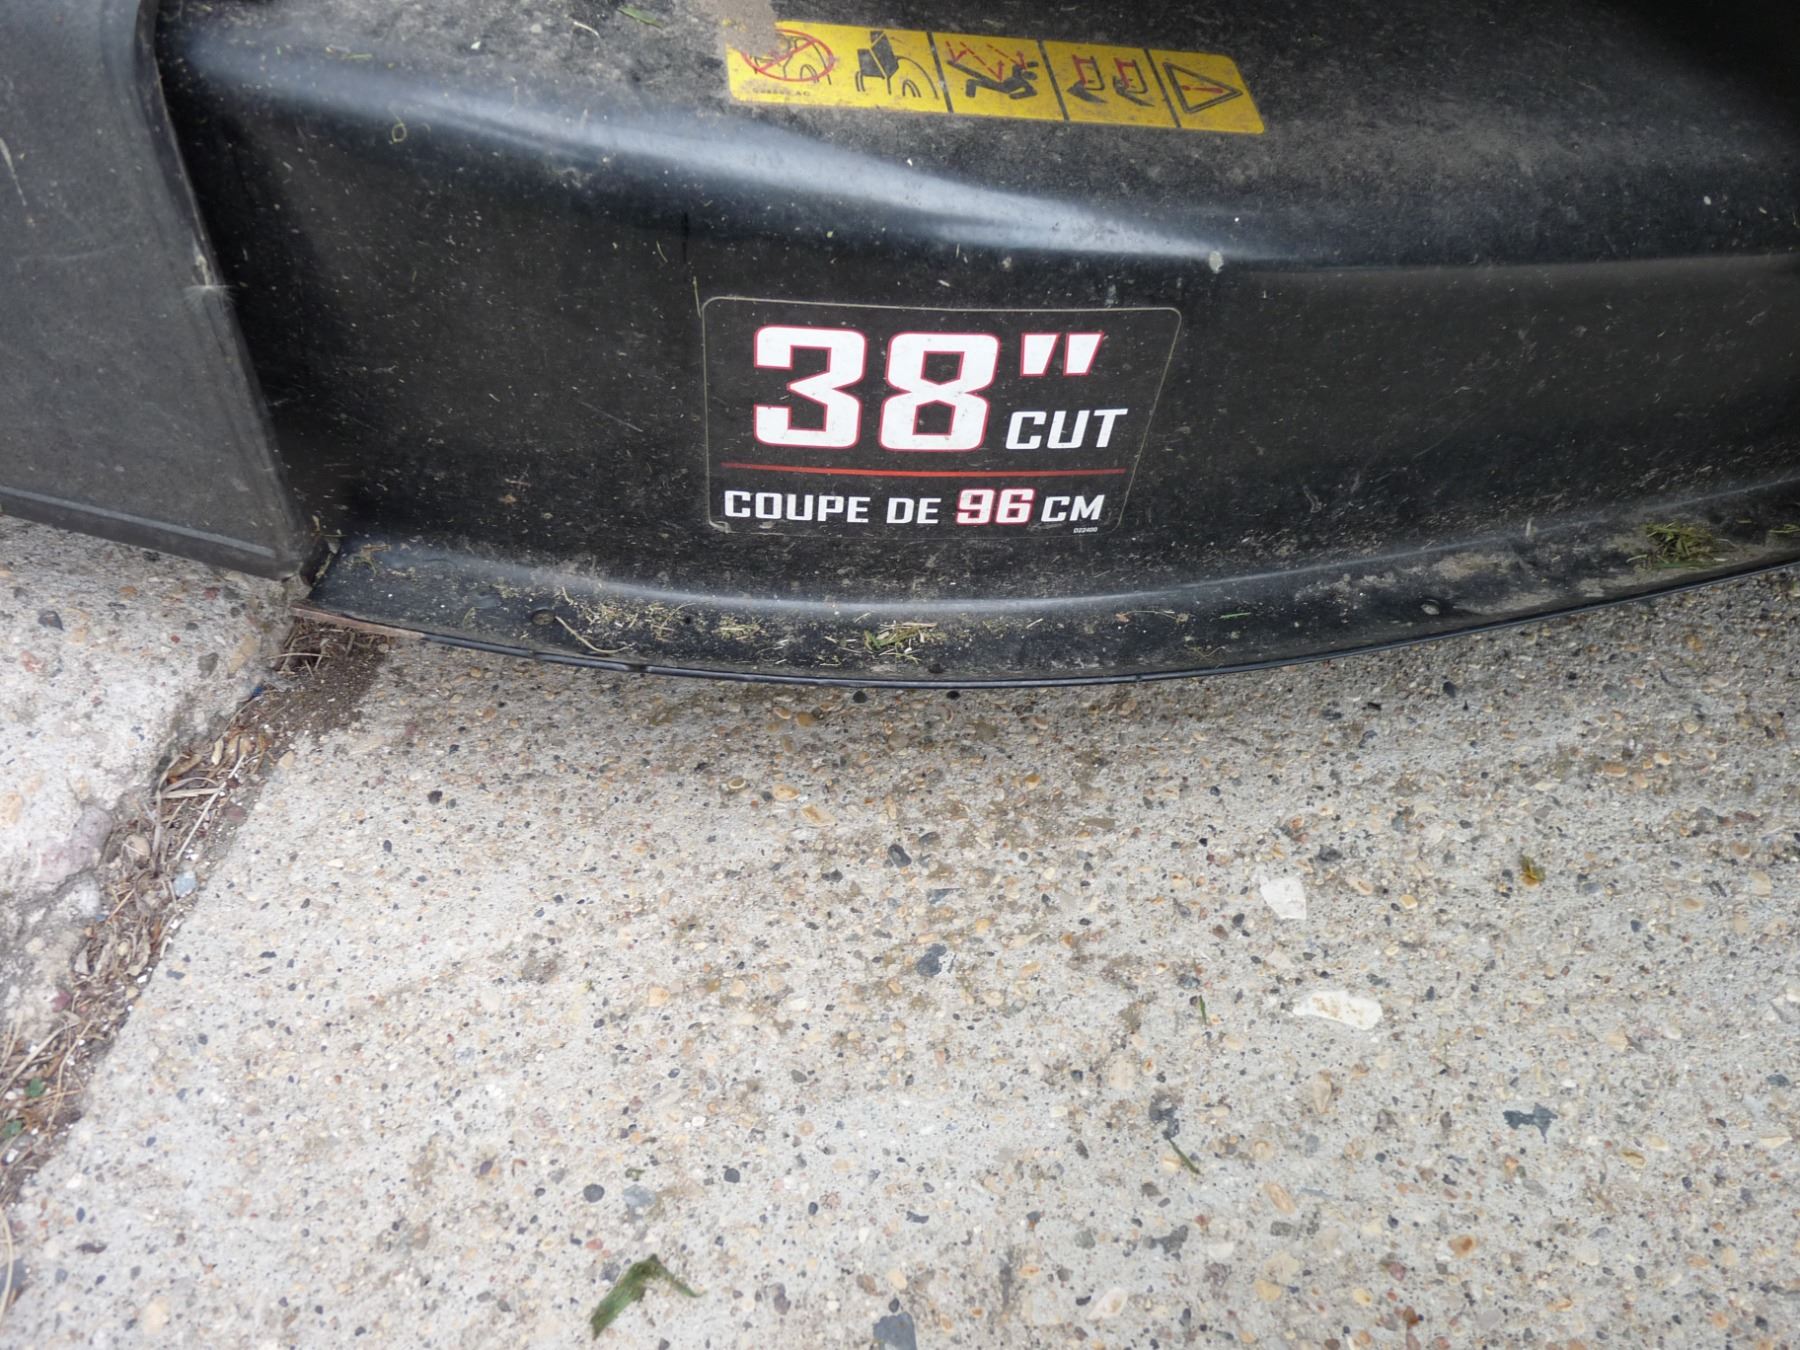 38" CUT
COUPE DE 96 CM